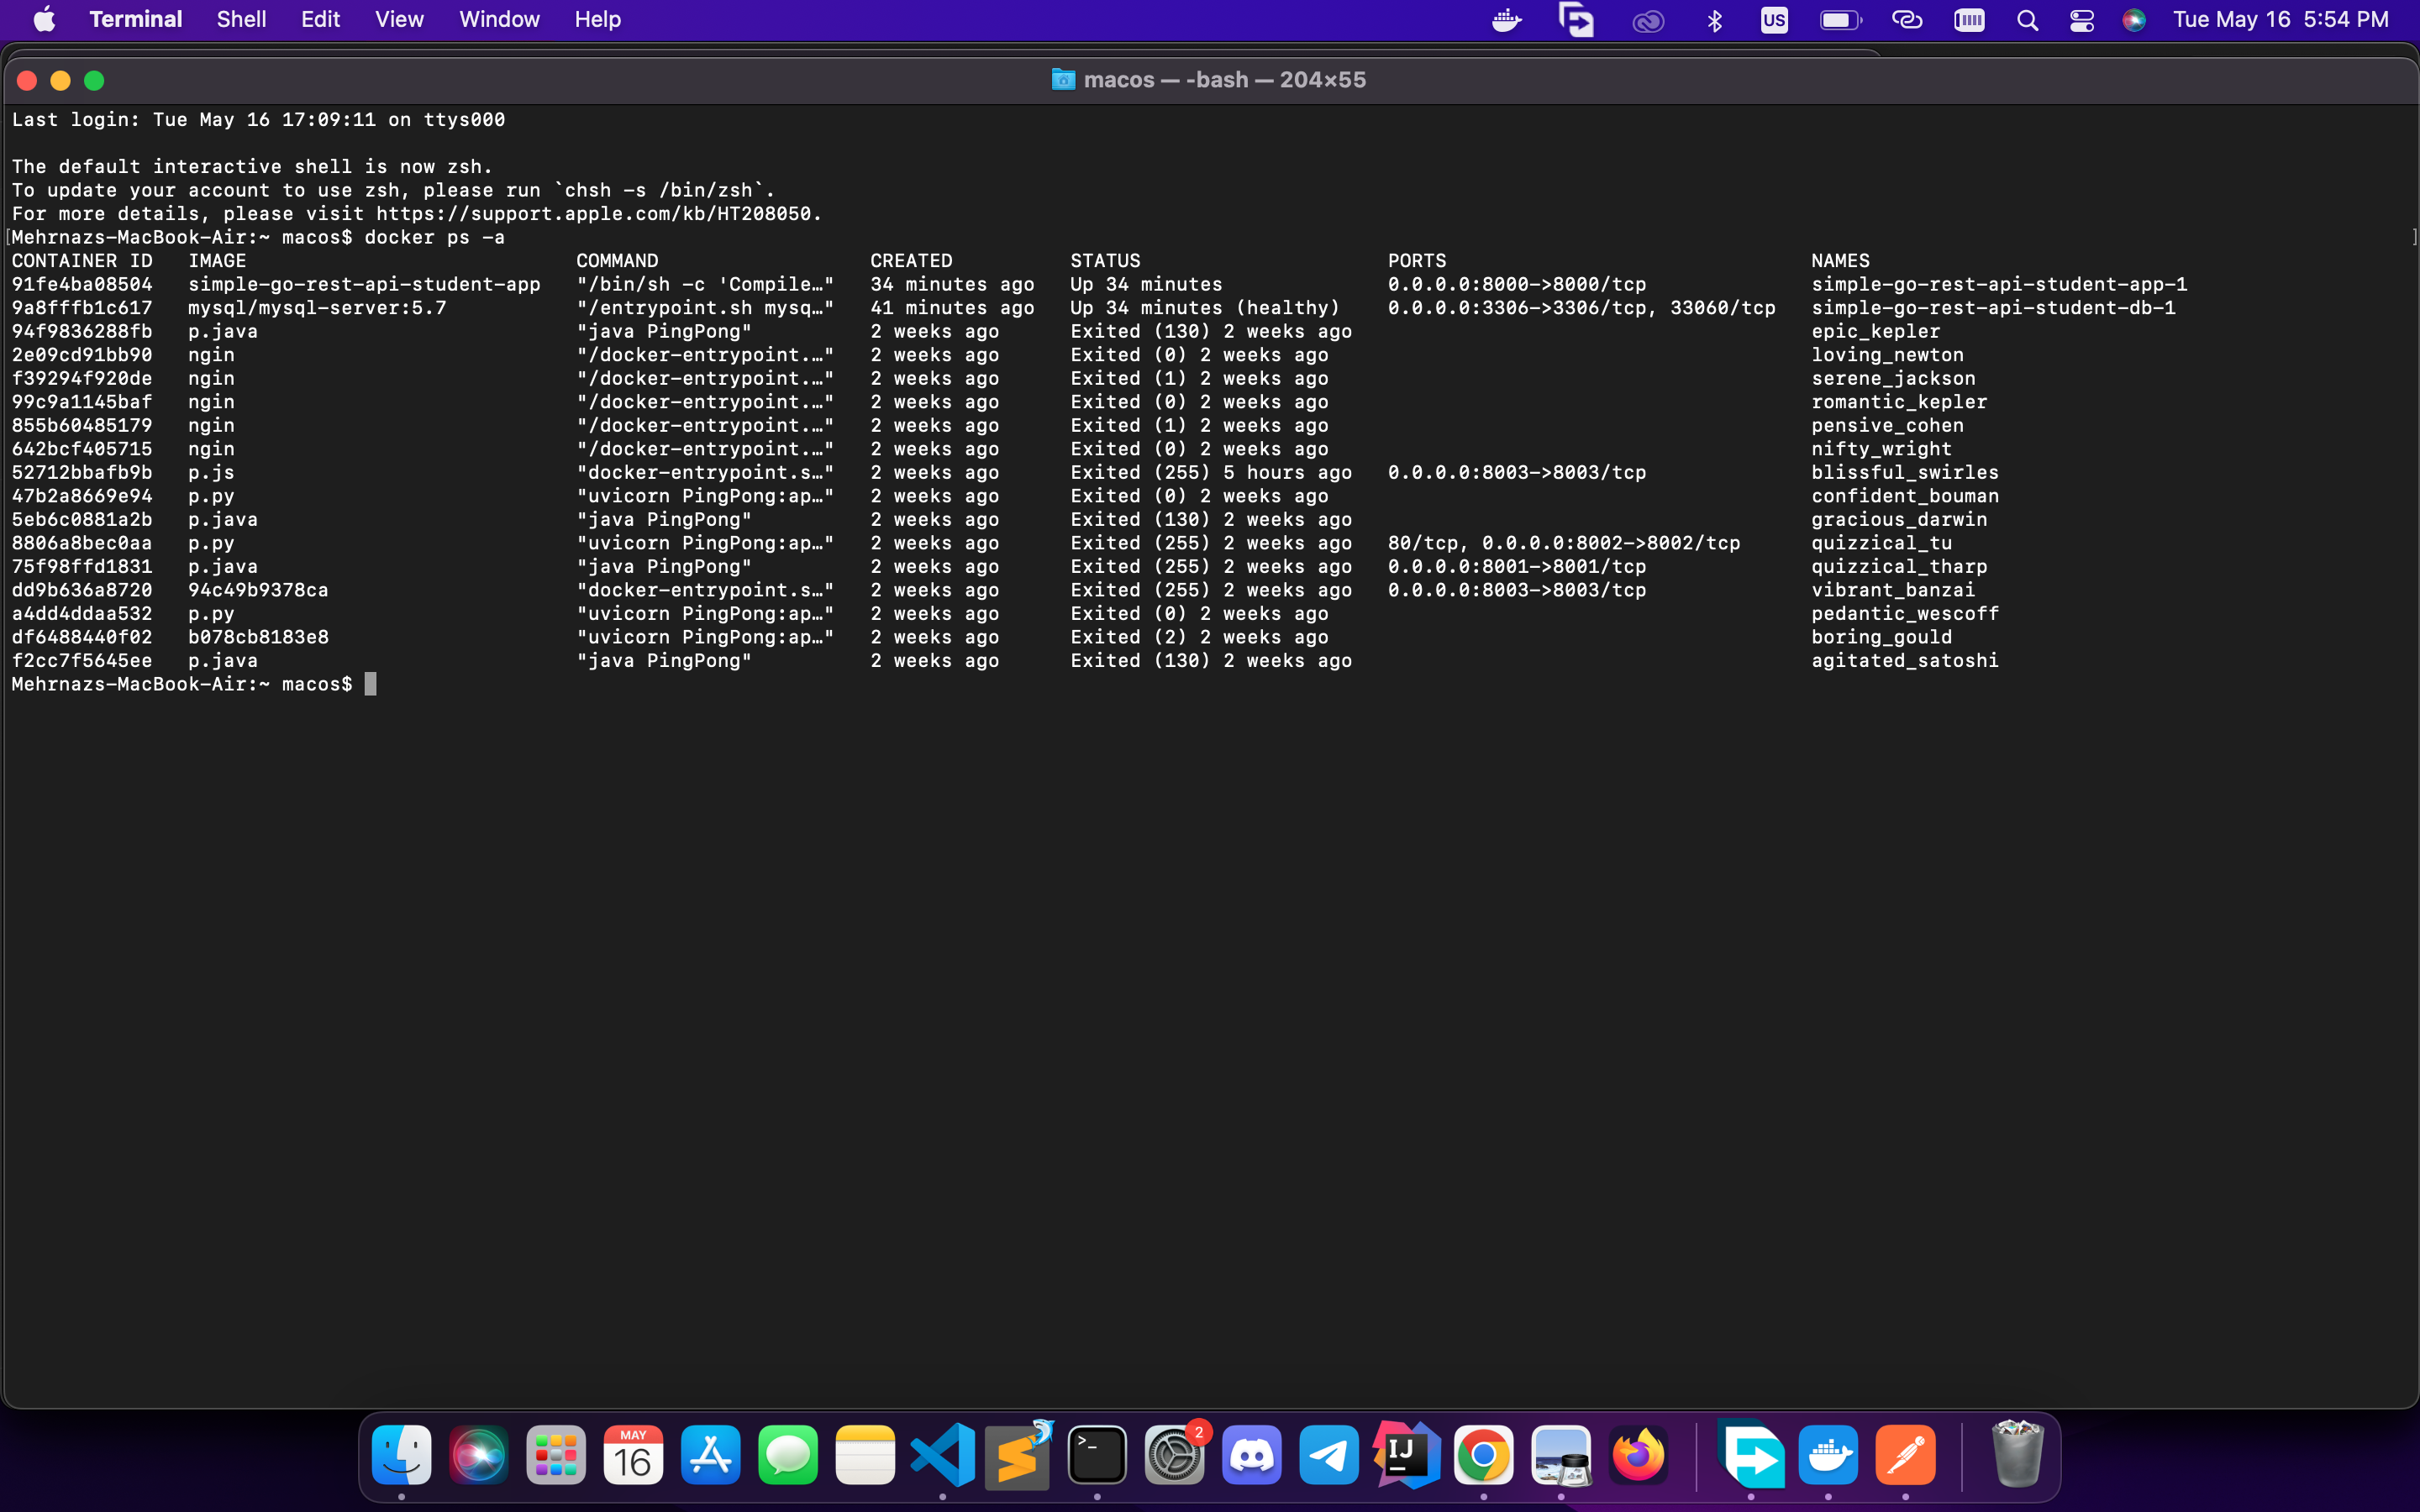 Terminal Shell Edit View Window Help US Tue May 16 5:54 PM
macos — -bash — 204×55
Last login: Tue May 16 17:09:11 on ttys000
The default interactive shell is now zsh.
To update your account to use zsh, please run `chsh -s /bin/zsh`.
For more details, please visit https://support.apple.com/kb/HT208050.
[Mehrnazs-MacBook-Air:~ macos$ docker ps -a ]
CONTAINER ID IMAGE COMMAND CREATED STATUS PORTS NAMES
91fe4ba08504 simple-go-rest-api-student-app "/bin/sh -c 'Compile…" 34 minutes ago Up 34 minutes 0.0.0.0:8000->8000/tcp simple-go-rest-api-student-app-1
9a8fffb1c617 mysql/mysql-server:5.7 "/entrypoint.sh mysq…" 41 minutes ago Up 34 minutes (healthy) 0.0.0.0:3306->3306/tcp, 33060/tcp simple-go-rest-api-student-db-1
94f9836288fb p.java "java PingPong" 2 weeks ago Exited (130) 2 weeks ago epic_kepler
2e09cd91bb90 ngin "/docker-entrypoint.…" 2 weeks ago Exited (0) 2 weeks ago loving_newton
f39294f920de ngin "/docker-entrypoint.…" 2 weeks ago Exited (1) 2 weeks ago serene_jackson
99c9a1145baf ngin "/docker-entrypoint.…" 2 weeks ago Exited (0) 2 weeks ago romantic_kepler
855b60485179 ngin "/docker-entrypoint.…" 2 weeks ago Exited (1) 2 weeks ago pensive_cohen
642bcf405715 ngin "/docker-entrypoint.…" 2 weeks ago Exited (0) 2 weeks ago nifty_wright
52712bbafb9b p.js "docker-entrypoint.s…" 2 weeks ago Exited (255) 5 hours ago 0.0.0.0:8003->8003/tcp blissful_swirles
47b2a8669e94 p.py "uvicorn PingPong:ap…" 2 weeks ago Exited (0) 2 weeks ago confident_bouman
5eb6c0881a2b p.java "java PingPong" 2 weeks ago Exited (130) 2 weeks ago gracious_darwin
8806a8bec0aa p.py "uvicorn PingPong:ap…" 2 weeks ago Exited (255) 2 weeks ago 80/tcp, 0.0.0.0:8002->8002/tcp quizzical_tu
75f98ffd1831 p.java "java PingPong" 2 weeks ago Exited (255) 2 weeks ago 0.0.0.0:8001->8001/tcp quizzical_tharp
dd9b636a8720 94c49b9378ca "docker-entrypoint.s…" 2 weeks ago Exited (255) 2 weeks ago 0.0.0.0:8003->8003/tcp vibrant_banzai
a4dd4ddaa532 p.py "uvicorn PingPong:ap…" 2 weeks ago Exited (0) 2 weeks ago pedantic_wescoff
df6488440f02 b078cb8183e8 "uvicorn PingPong:ap…" 2 weeks ago Exited (2) 2 weeks ago boring_gould
f2cc7f5645ee p.java "java PingPong" 2 weeks ago Exited (130) 2 weeks ago agitated_satoshi
Mehrnazs-MacBook-Air:~ macos$
MAY
16
>_
2
IJ